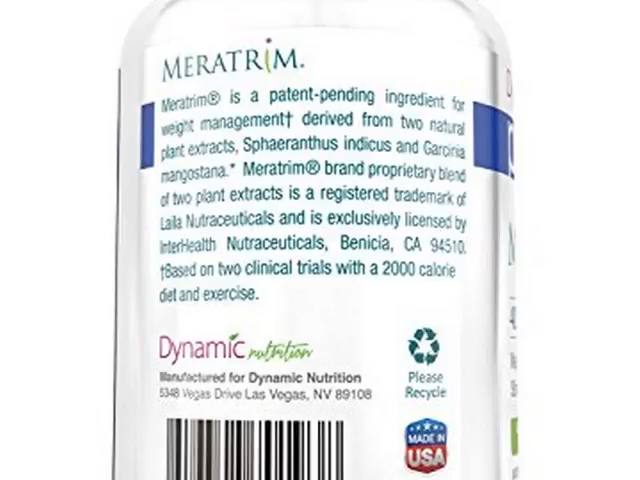 MERATRIM.
Meratrim® is a patent-pending ingredient for
weight management† derived from two natural
plant extracts, Sphaeranthus indicus and Garcinia
mangostana.* Meratrim® brand proprietary blend
of two plant extracts is a registered trademark of
Laila Nutraceuticals and is exclusively licensed by
InterHealth Nutraceuticals, Benicia, CA 94510.
†Based on two clinical trials with a 2000 calorie
diet and exercise.
Dynamic nutrition
Manufactured for Dynamic Nutrition
5348 Vegas Drive Las Vegas, NV 89108
Please
Recycle
MADE IN
USA